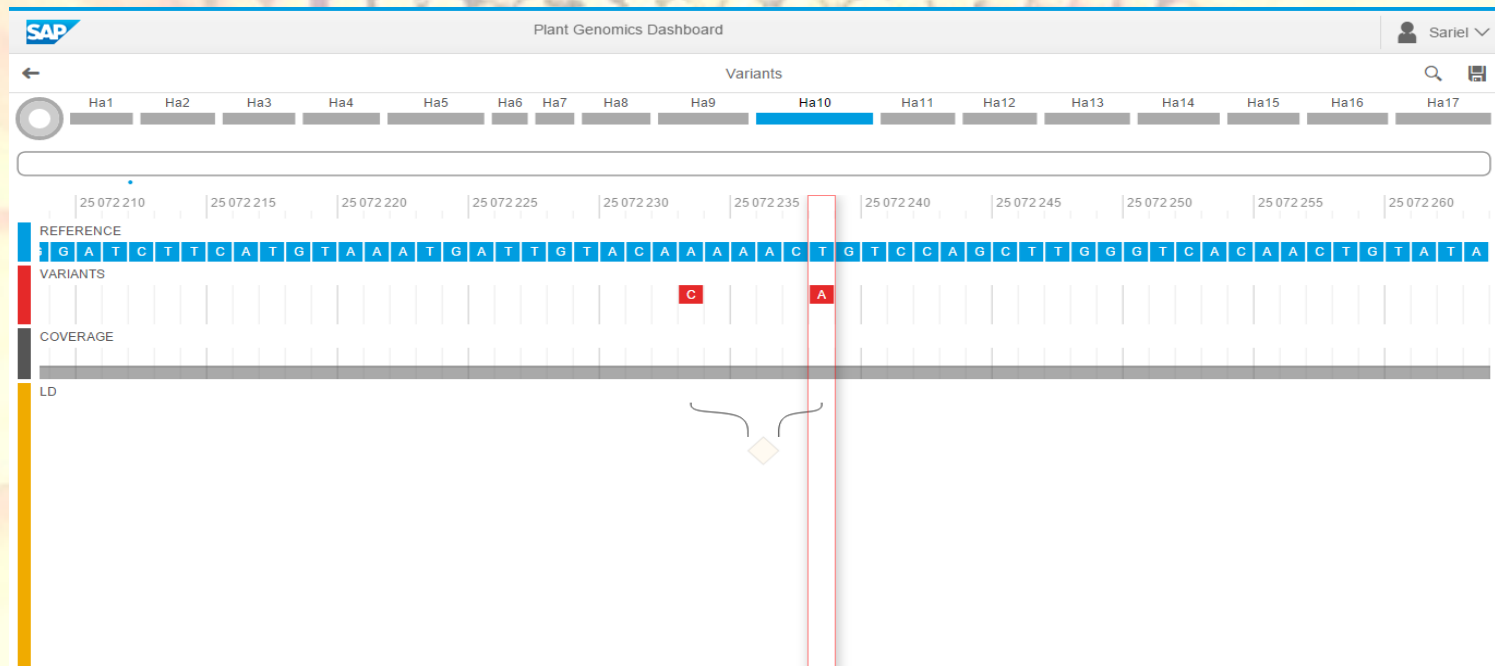 SAP Plant Genomics Dashboard Sariel
Variants
Ha1 Ha2 Ha3 Ha4 Ha5 Ha6 Ha7 Ha8 Ha9 Ha10 Ha11 Ha12 Ha13 Ha14 Ha15 Ha16 Ha17
25 072 210 25 072 215 25 072 220 25 072 225 25 072 230 25 072 235 25 072 240 25 072 245 25 072 250 25 072 255 25 072 260
REFERENCE
G A T C T T C A T G T A A A T G A T T G T A C A A A A A C T G T C C A G C T T G G G T C A C A A C T G T A T A
VARIANTS
C A
COVERAGE
LD